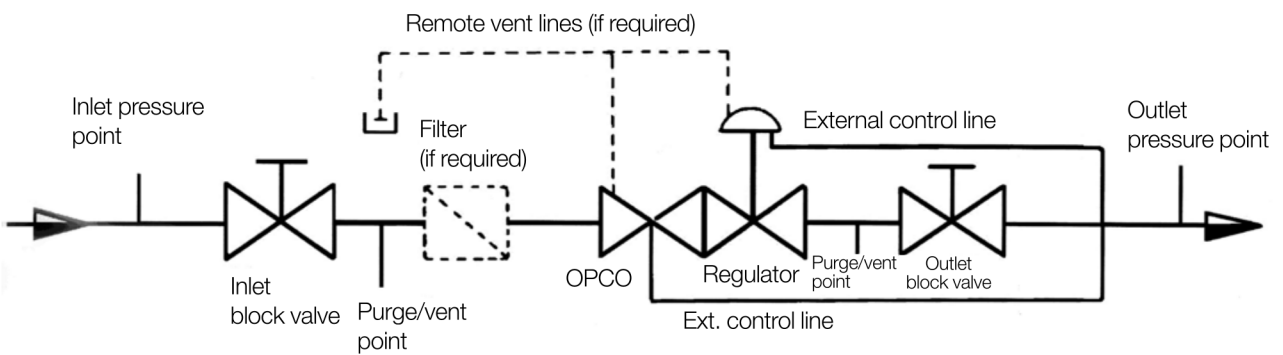 Remote vent lines (if required)
Inlet pressure
point
Filter
(if required)
External control line
Outlet
pressure point
Inlet
block valve
Purge/vent
point
OPCO
Regulator
Purge/vent
point
Outlet
block valve
Ext. control line